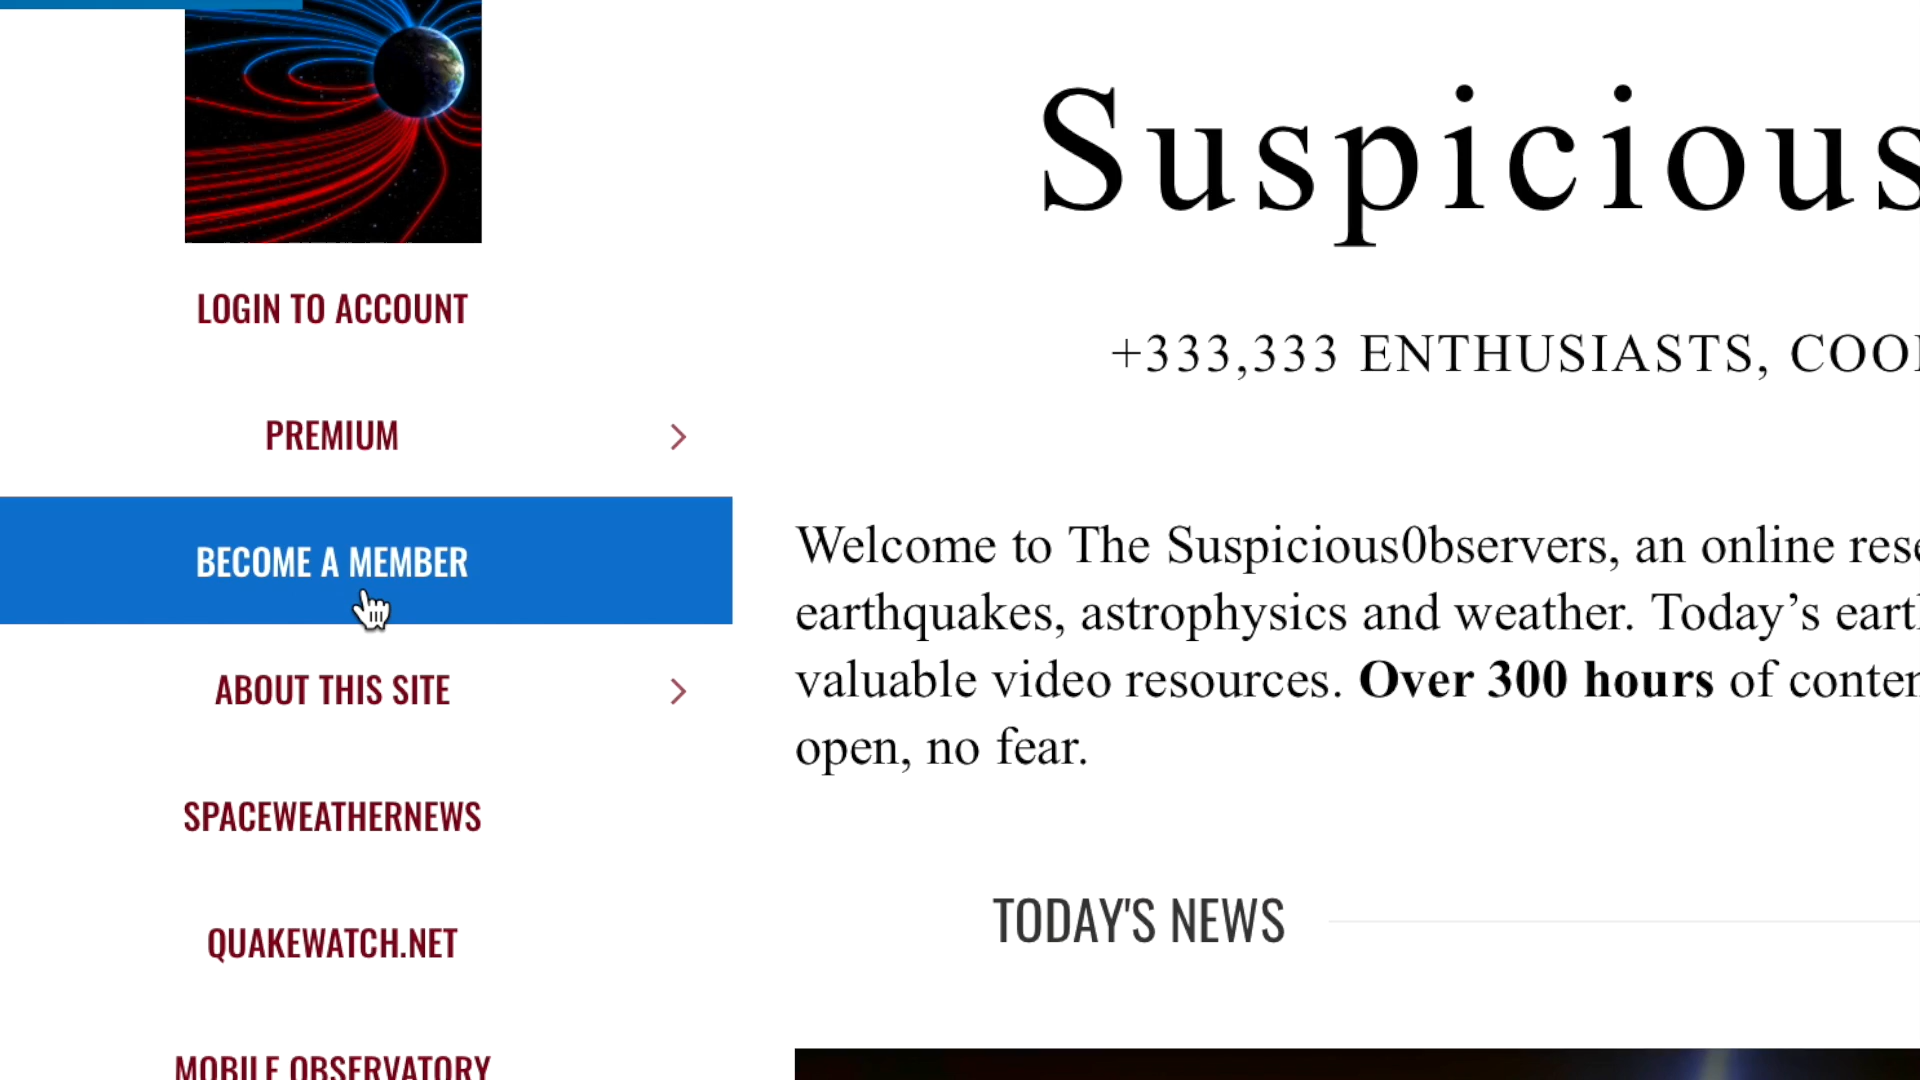 LOGIN TO ACCOUNT
PREMIUM
BECOME A MEMBER
ABOUT THIS SITE
SPACEWEATHERNEWS
QUAKEWATCH.NET
MOBILE OBSERVATORY
Suspicious
+333,333 ENTHUSIASTS,
Welcome to The Suspicious0bservers, an online
earthquakes, astrophysics and weather. Today’s
valuable video resources. Over 300 hours of
open, no fear.
TODAY'S NEWS